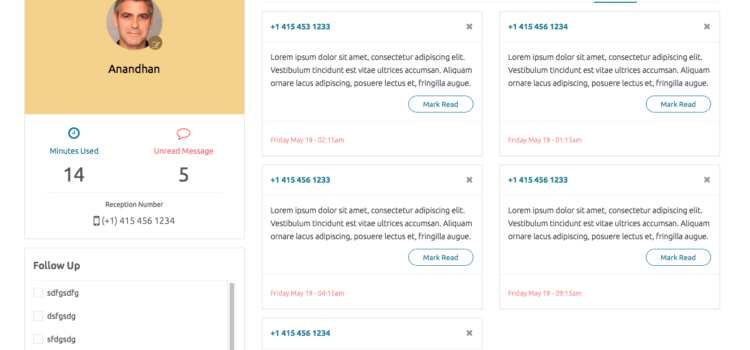 Anandhan
Minutes Used
Unread Message
14
5
Reception Number
(+1) 415 456 1234
Follow Up
sdfgsdfg
dsfgsdg
sfdgsdg
+1 415 453 1233
Lorem ipsum dolor sit amet, consectetur adipiscing elit.
Vestibulum tincidunt est vitae ultrices accumsan. Aliquam
ornare lacus adipiscing, posuere lectus et, fringilla augue.
Mark Read
Friday May 19 - 02:15am
+1 415 456 1234
Lorem ipsum dolor sit amet, consectetur adipiscing elit.
Vestibulum tincidunt est vitae ultrices accumsan. Aliquam
ornare lacus adipiscing, posuere lectus et, fringilla augue.
Mark Read
Friday May 19 - 01:15am
+1 415 456 1233
Lorem ipsum dolor sit amet, consectetur adipiscing elit.
Vestibulum tincidunt est vitae ultrices accumsan. Aliquam
ornare lacus adipiscing, posuere lectus et, fringilla augue.
Mark Read
Friday May 19 - 04:15am
+1 415 456 1233
Lorem ipsum dolor sit amet, consectetur adipiscing elit.
Vestibulum tincidunt est vitae ultrices accumsan. Aliquam
ornare lacus adipiscing, posuere lectus et, fringilla augue.
Mark Read
Friday May 19 - 09:15am
+1 415 456 1234